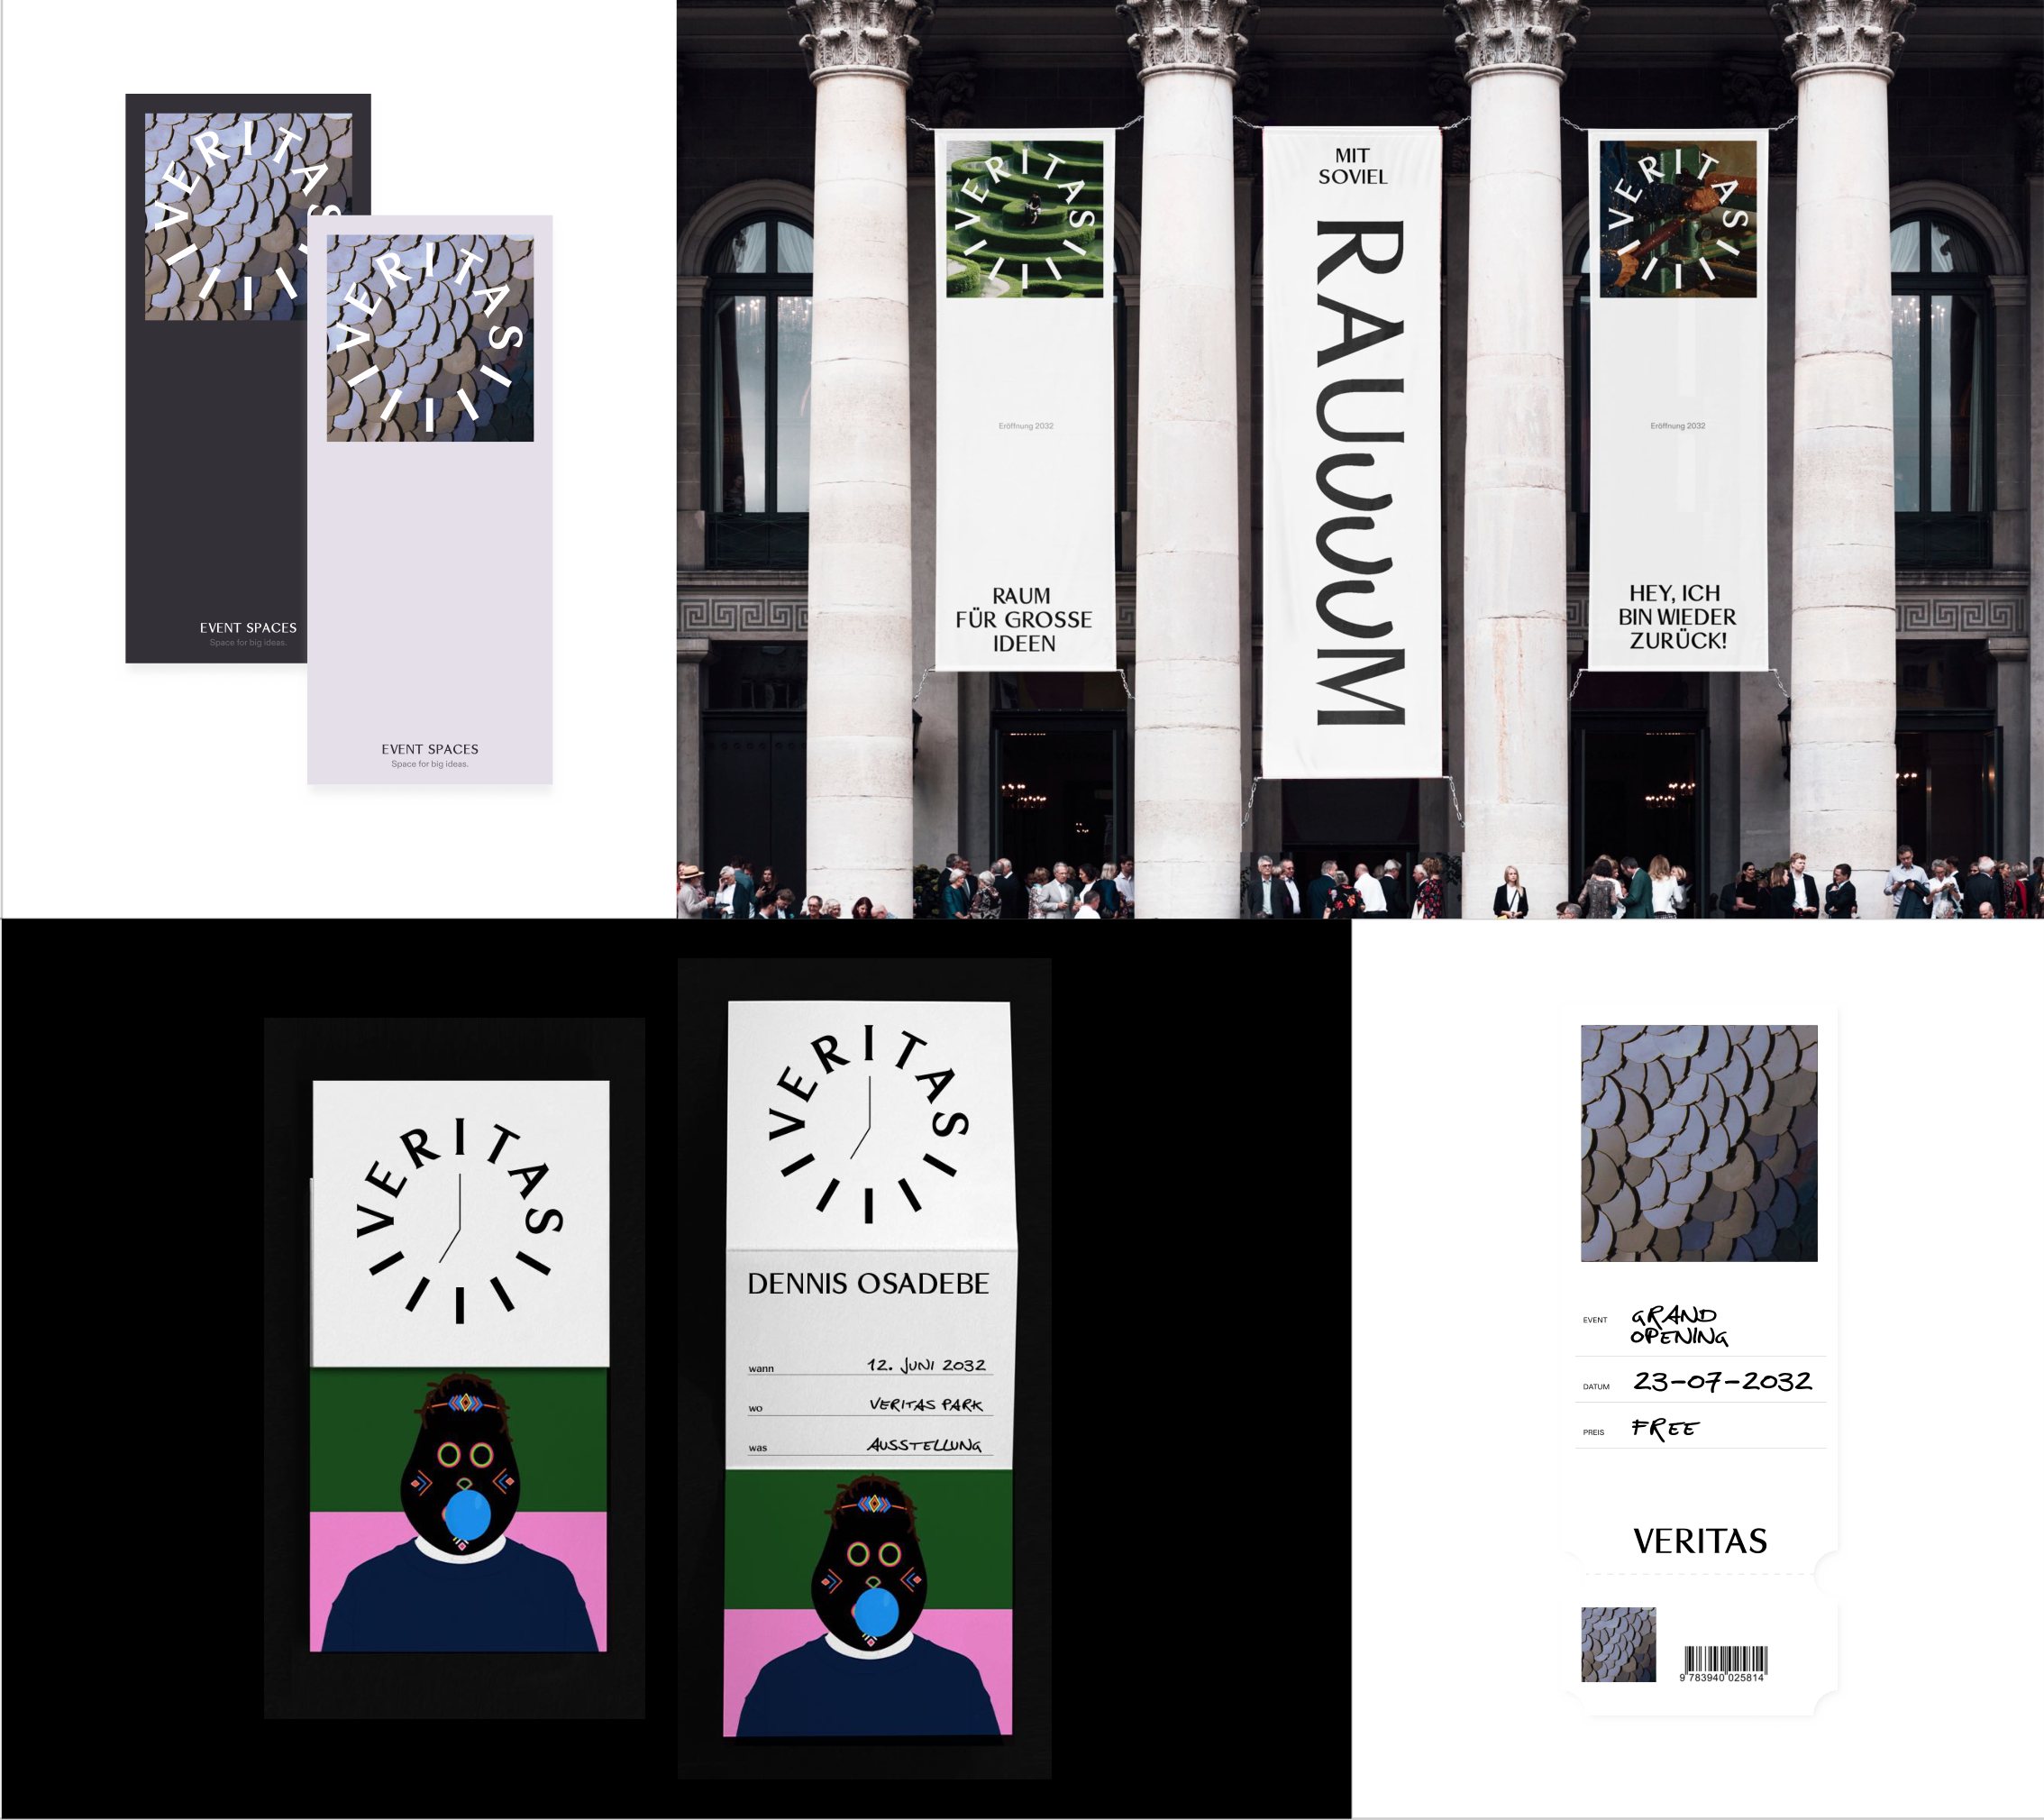 VERITAS
EVENT SPACES
Space for big ideas.
VERITAS
EVENT SPACES
Space for big ideas.
VERITAS
Eröffnung 2032
RAUM
FÜR GROSSE
IDEEN
MIT
SOVIEL
RAUUUUUM
VERITAS
Eröffnung 2032
HEY, ICH
BIN WIEDER
ZURÜCK!
VERITAS
VERITAS
DENNIS OSADEBE
wann 12. JUNI 2032
wo VERITAS PARK
was AUSSTELLUNG
EVENT GRAND
OPENING
DATUM 23-07-2032
PREIS FREE
VERITAS
9 783940 025814